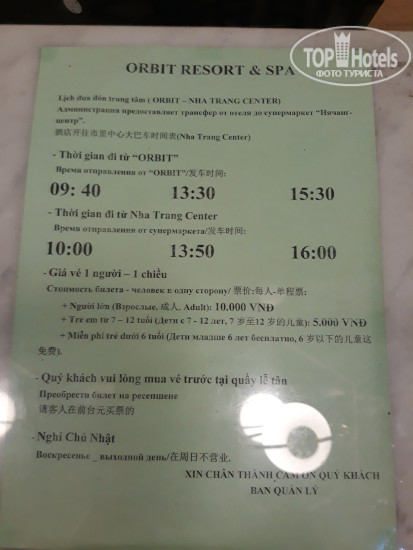 TOP Hotels
ФОТО ТУРИСТА
ORBIT RESORT & SPA
Lịch đưa đón trung tâm ( ORBIT – NHA TRANG CENTER)
Администрация предоставляет трансфер от отеля до супермаркет “Нячанг-
центр”.
酒店开往市里中心大巴车时间表(Nha Trang Center)
- Thời gian đi từ “ORBIT”
Время отправления от “ORBIT”/发车时间:
09: 40 13:30 15:30
- Thời gian đi từ Nha Trang Center
Время отправления от супермаркета/发车时间:
10:00 13:50 16:00
- Giá vé 1 người – 1 chiều
Стоимость билета - человек в одну сторону/ 票价:每人-单程票:
+ Người lớn (Взрослые, 成人, Adult): 10.000 VNĐ
+ Tre em từ 7 – 12 tuổi (Дети с 7 - 12 лет, 7 岁至 12 岁的儿童): 5.000 VNĐ
+ Miễn phí trẻ dưới 6 tuổi (Дети младше 6 лет бесплатно, 6 岁以下的儿童这
免费).
- Quý khách vui lòng mua vé trước tại quầy lễ tân
Преобрести билет на ресепшене
请客人在前台元买票的
- Nghỉ Chủ Nhật
Воскресенье _ выходной день/在周日不营业.
XIN CHÂN THÀNH CẢM ƠN QUÝ KHÁCH
BAN QUẢN LÝ